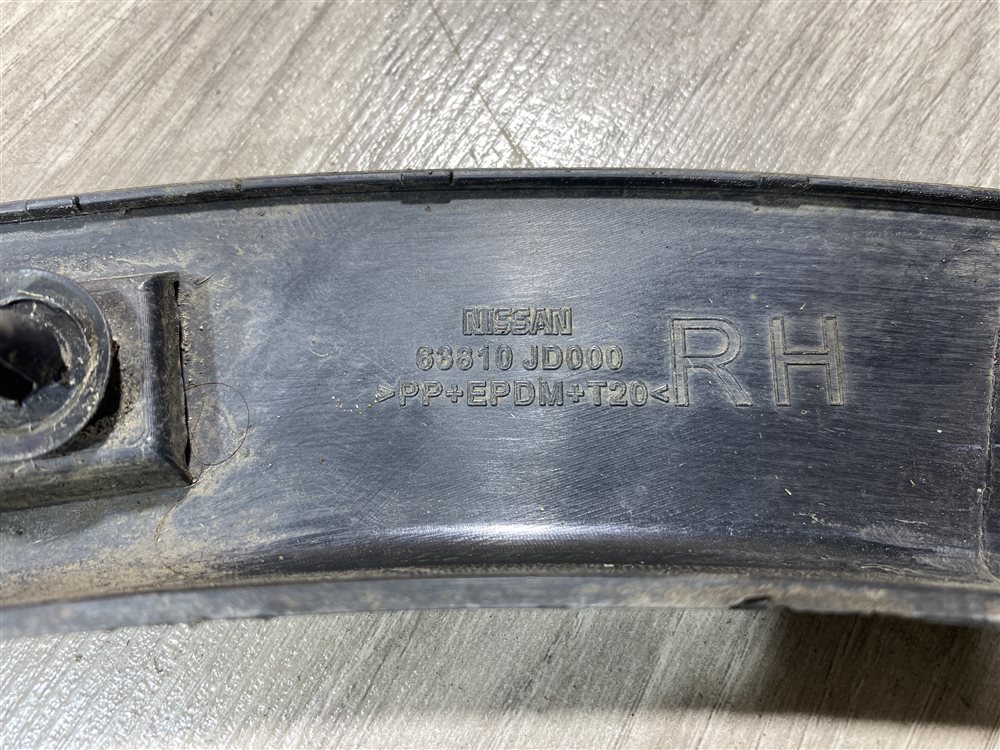 NISSAN
63810 JD000
>PP+EPDM+T20<
RH